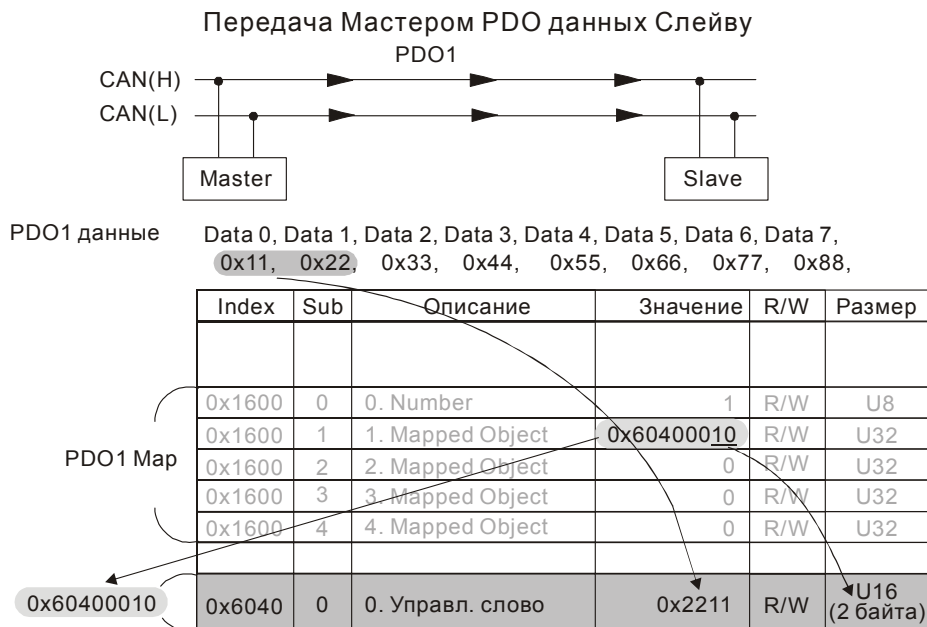 Передача Мастером PDO данных Слейву
PDO1
CAN(H)
CAN(L)
Master
Slave
PDO1 данные
Data 0, Data 1, Data 2, Data 3, Data 4, Data 5, Data 6, Data 7,
0x11, 0x22, 0x33, 0x44, 0x55, 0x66, 0x77, 0x88,
Index Sub Описание Значение R/W Размер
0x1600 0 0. Number 1 R/W U8
0x1600 1 1. Mapped Object 0x60400010 R/W U32
PDO1 Map
0x1600 2 2. Mapped Object 0 R/W U32
0x1600 3 3. Mapped Object 0 R/W U32
0x1600 4 4. Mapped Object 0 R/W U32
0x60400010
0x6040 0 0. Управл. слово 0x2211 R/W U16
(2 байта)